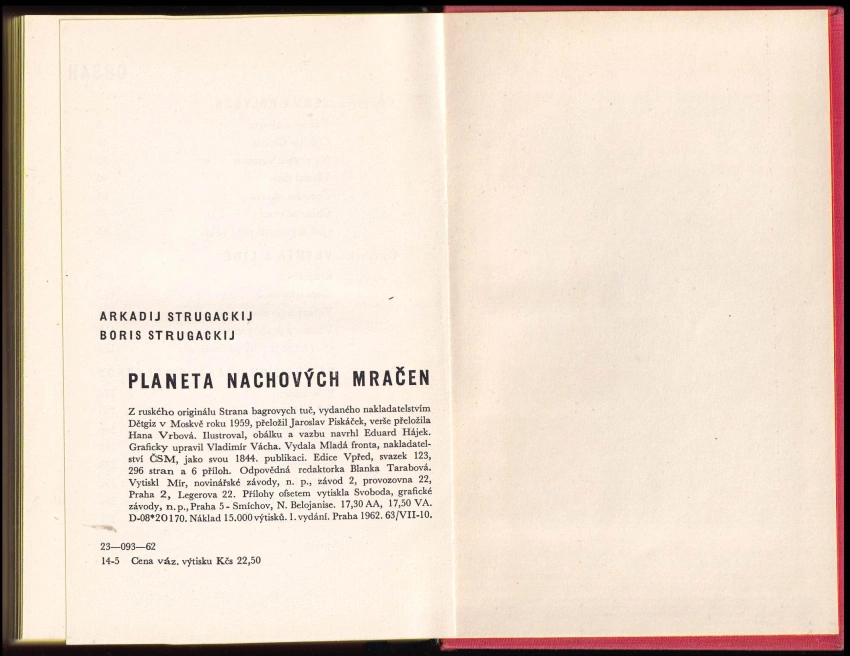 ARKADIJ STRUGACKIJ
BORIS STRUGACKIJ
PLANETA NACHOVÝCH MRAČEN
Z ruského originálu Strana bagrovych tuč, vydaného nakladatelstvím
Dětgiz v Moskvě roku 1959, přeložil Jaroslav Piskáček, verše přeložila
Hana Vrbová. Ilustroval, obálku a vazbu navrhl Eduard Hájek.
Graficky upravil Vladimír Vácha. Vydala Mladá fronta, nakladatel-
ství ČSM, jako svou 1844. publikaci. Edice Vpřed, svazek 123,
296 stran a 6 příloh. Odpovědná redaktorka Blanka Tarabová.
Vytiskl Mír, novinářské závody, n. p., závod 2, provozovna 22,
Praha 2, Legerova 22. Přílohy ofsetem vytiskla Svoboda, grafické
závody, n. p., Praha 5 - Smíchov, N. Belojanise. 17,30 AA, 17,50 VA.
D-08*20170. Náklad 15.000 výtisků. I. vydání. Praha 1962. 63/VII-10.
23—093—62
14-5 Cena váz. výtisku Kčs 22,50